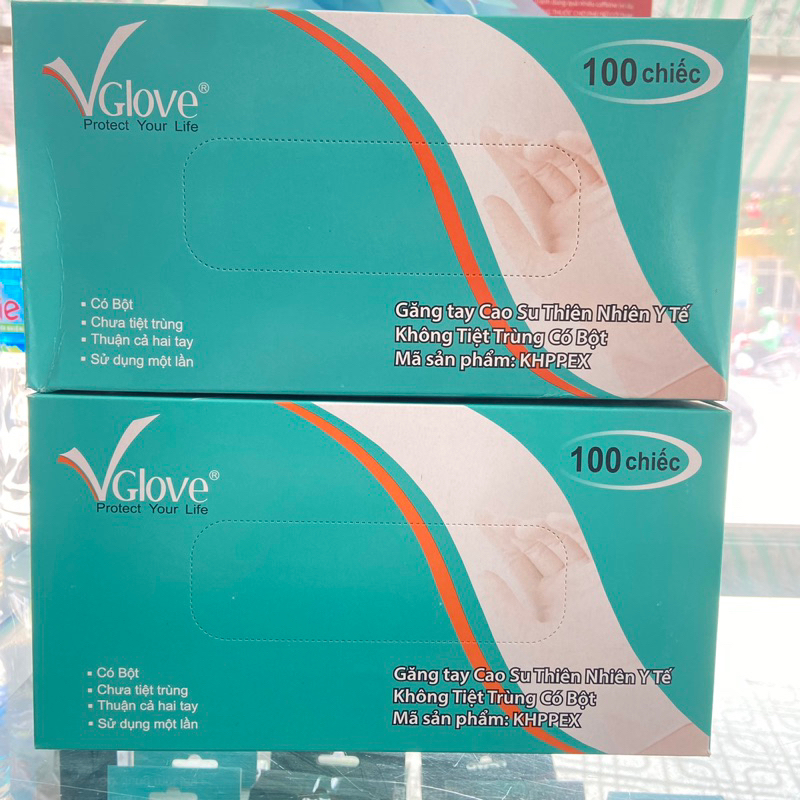 VGlove®
Protect Your Life
100 chiếc
Có Bột
Chưa tiệt trùng
Thuận cả hai tay
Sử dụng một lần
Găng tay Cao Su Thiên Nhiên Y Tế
Không Tiệt Trùng Có Bột
Mã sản phẩm: KHPPEX
VGlove®
Protect Your Life
100 chiếc
Có Bột
Chưa tiệt trùng
Thuận cả hai tay
Sử dụng một lần
Găng tay Cao Su Thiên Nhiên Y Tế
Không Tiệt Trùng Có Bột
Mã sản phẩm: KHPPEX